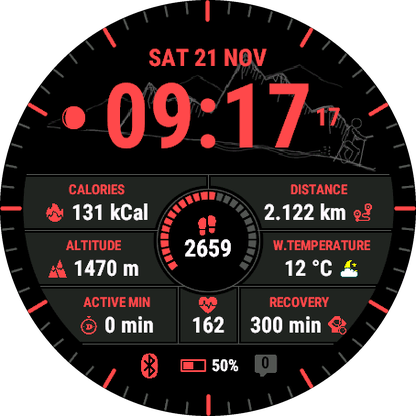 SAT 21 NOV
09:17 17
CALORIES
131 kCal
DISTANCE
2.122 km
ALTITUDE
1470 m
2659
W.TEMPERATURE
12 °C
ACTIVE MIN
0 min
162
RECOVERY
300 min
50%
0